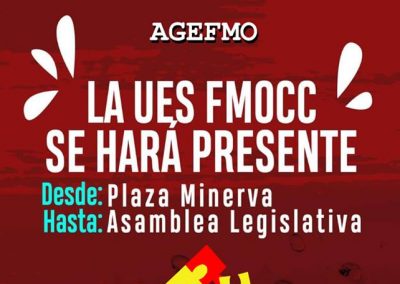 AGEFMO
LA UES FMOCC
SE HARÁ PRESENTE
Desde: Plaza Minerva
Hasta: Asamblea Legislativa